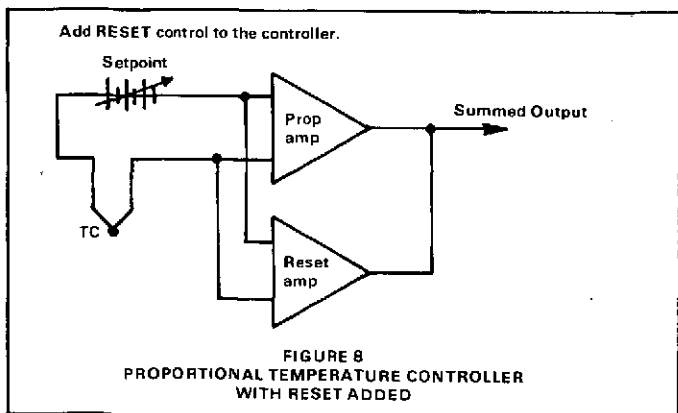 Add RESET control to the controller.
Setpoint
Prop
amp
Summed Output
TC
Reset
amp
FIGURE 8
PROPORTIONAL TEMPERATURE CONTROLLER
WITH RESET ADDED